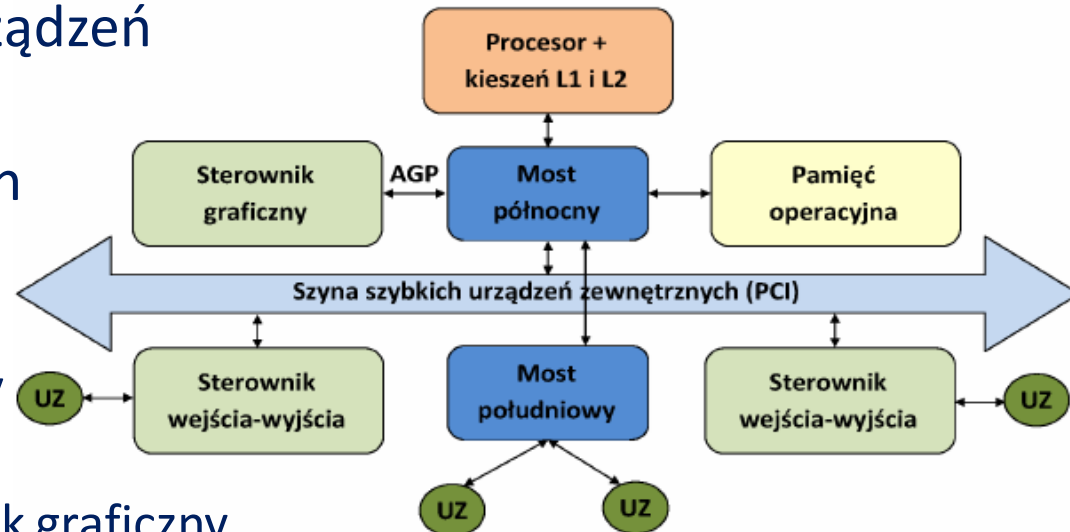 rządzeń
Procesor +
kieszeń L1 i L2
Sterownik
graficzny
AGP
Most
północny
Pamięć
operacyjna
Szyna szybkich urządzeń zewnętrznych (PCI)
UZ
Sterownik
wejścia-wyjścia
Most
południowy
Sterownik
wejścia-wyjścia
UZ
UZ
UZ
k graficzny